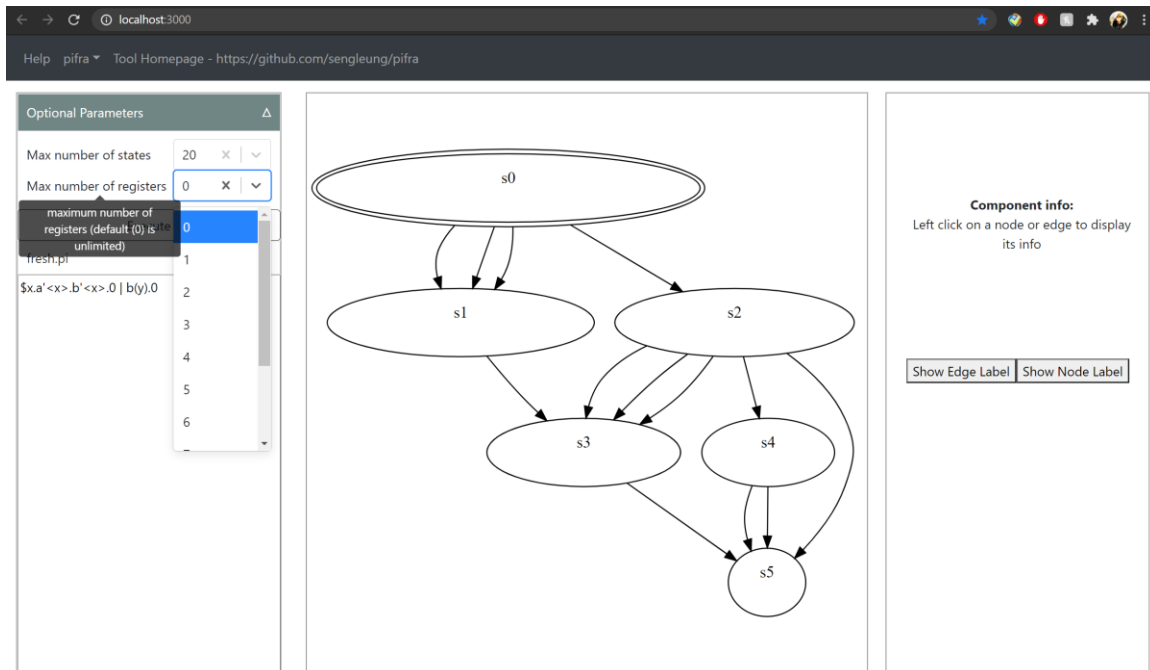 localhost:3000
Help pifra Tool Homepage - https://github.com/sengleung/pifra
Optional Parameters
Max number of states 20
Max number of registers 0
maximum number of
registers (default (0) is
unlimited)
fresh.pi
$x.a'<x>.b'<x>.0 | b(y).0
0
1
2
3
4
5
6
s0
s1
s2
s3
s4
s5
Component info:
Left click on a node or edge to display
its info
Show Edge Label Show Node Label